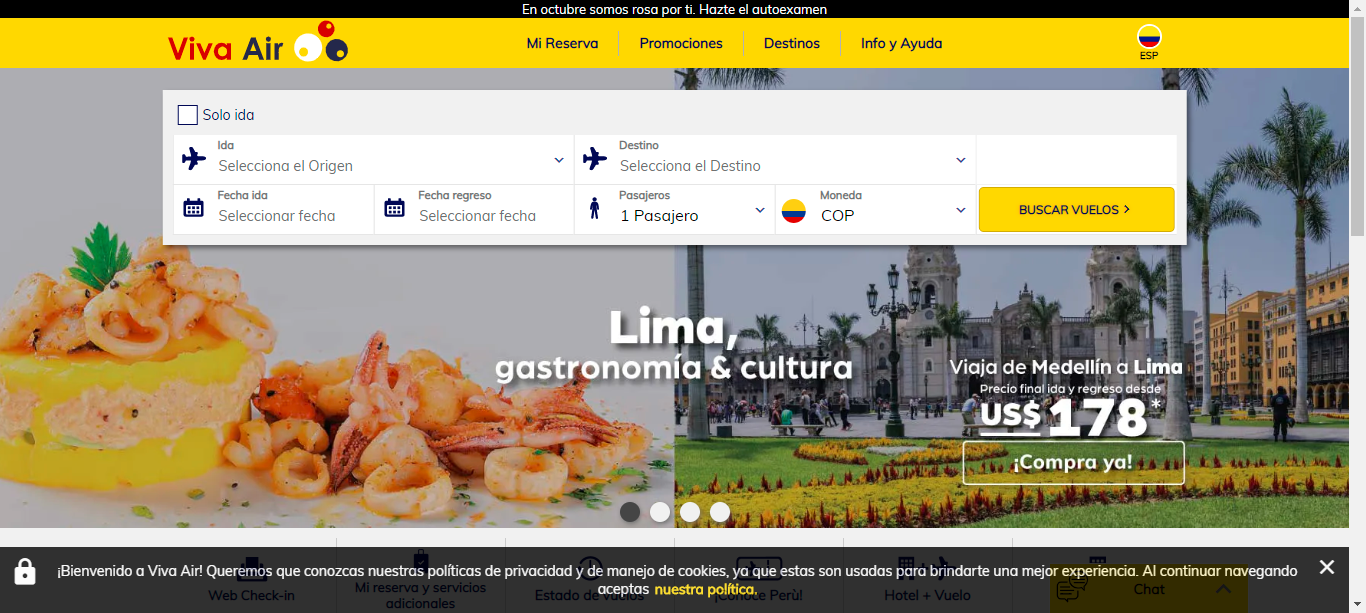 En octubre somos rosa por ti. Hazte el autoexamen
Viva Air
Mi Reserva
Promociones
Destinos
Info y Ayuda
ESP
Solo ida
Ida
Selecciona el Origen
Destino
Selecciona el Destino
Fecha ida
Seleccionar fecha
Fecha regreso
Seleccionar fecha
Pasajeros
1 Pasajero
Moneda
COP
BUSCAR VUELOS >
Lima,
gastronomía & cultura
Viaja de Medellín a Lima
Precio final ida y regreso desde
US$ 178*
¡Compra ya!
¡Bienvenido a Viva Air! Queremos que conozcas nuestras políticas de privacidad y de manejo de cookies, ya que estas son usadas para brindarte una mejor experiencia. Al continuar navegando
aceptas nuestra política.
Web Check-in
Mi reserva y servicios
adicionales
Estado de vuelos
¡Conoce Perù!
Hotel + Vuelo
Chat